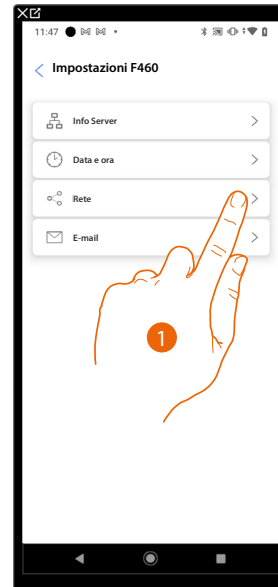 11:47
Impostazioni F460
Info Server
Data e ora
Rete
E-mail
1